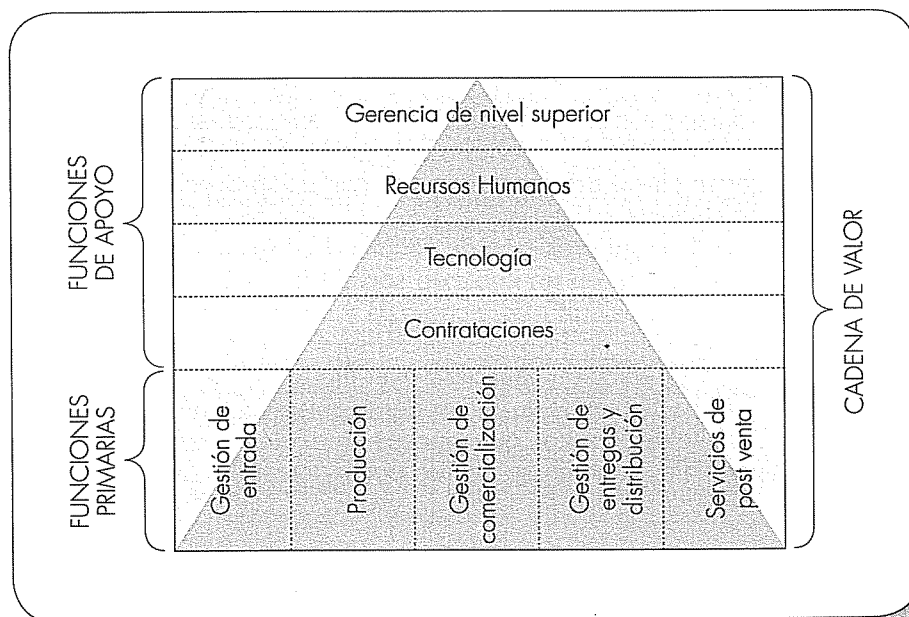 FUNCIONES
DE APOYO
Gerencia de nivel superior
Recursos Humanos
Tecnología
Contrataciones
FUNCIONES
PRIMARIAS
Gestión de
entrada
Producción
Gestión de
comercialización
Gestión de
entregas y
distribución
Servicios de
post venta
CADENA DE VALOR